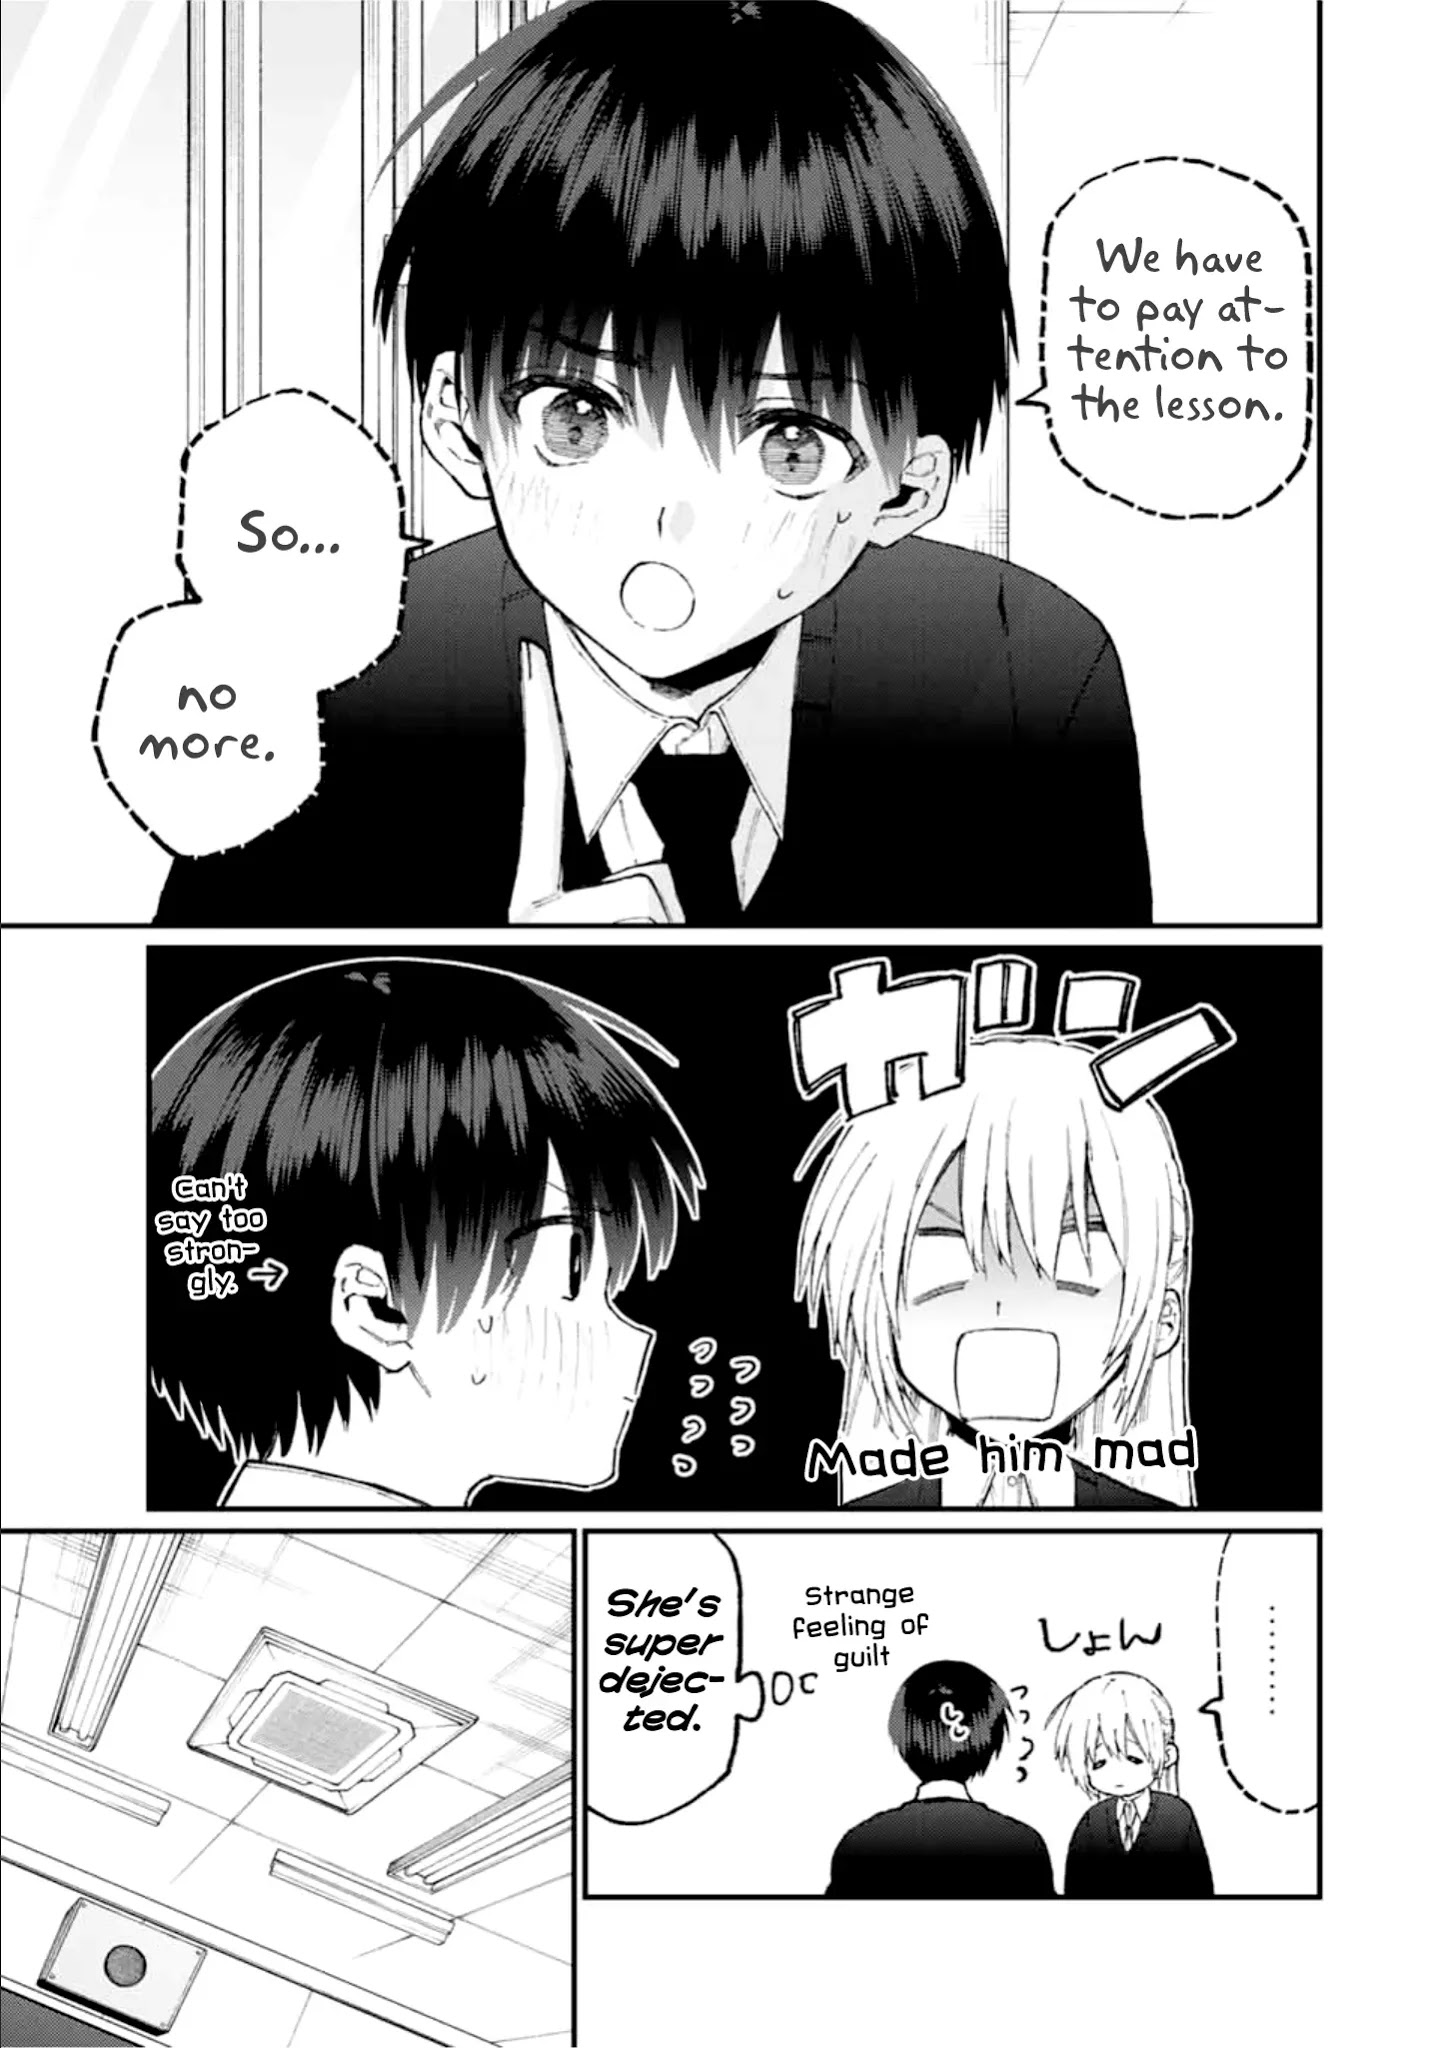 We have
to pay at-
tention to
the lesson.
So...
no
more.
ガガーン
Made him mad
Can't
say too
stron-
gly.
.......
しょん
Strange
feeling of
guilt
She's
super
dejec-
ted.